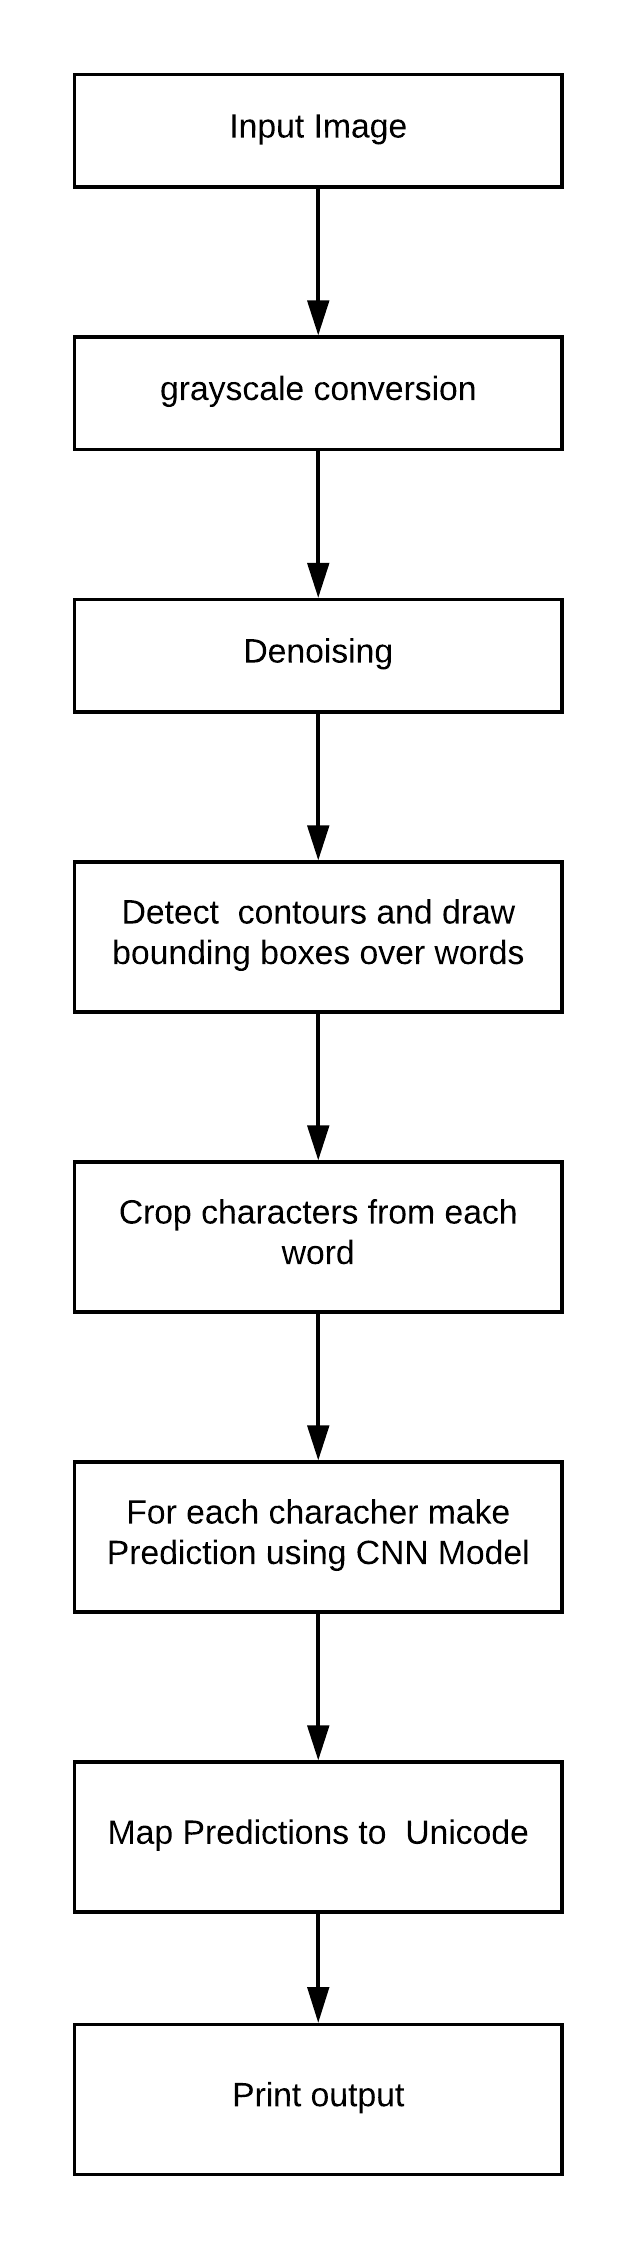 Input Image
grayscale conversion
Denoising
Detect  contours and draw
bounding boxes over words
Crop characters from each
word
For each characher make
Prediction using CNN Model
Map Predictions to  Unicode
Print output